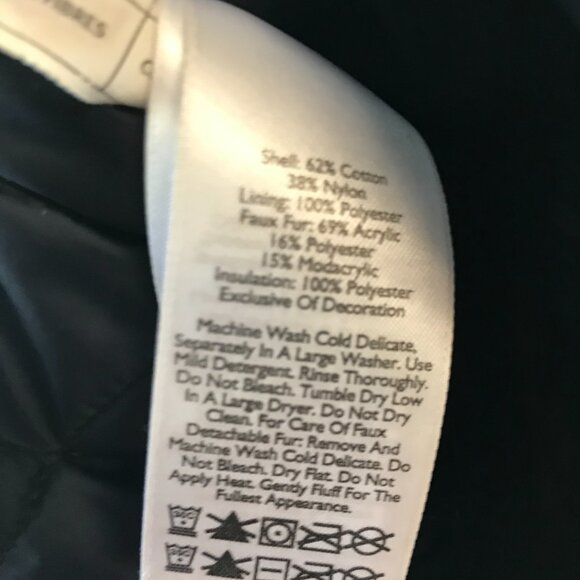 FIBRES
Shell: 62% Cotton
38% Nylon
Lining: 100% Polyester
Faux Fur: 69% Acrylic
16% Polyester
15% Modacrylic
Insulation: 100% Polyester
Exclusive Of Decoration
Machine Wash Cold Delicate,
Separately In A Large Washer. Use
Mild Detergent. Rinse Thoroughly.
Do Not Bleach. Tumble Dry Low
In A Large Dryer. Do Not Dry
Clean. For Care Of Faux
Detachable Fur: Remove And
Machine Wash Cold Delicate. Do
Not Bleach. Dry Flat. Do Not
Apply Heat. Gently Fluff For The
Fullest Appearance.